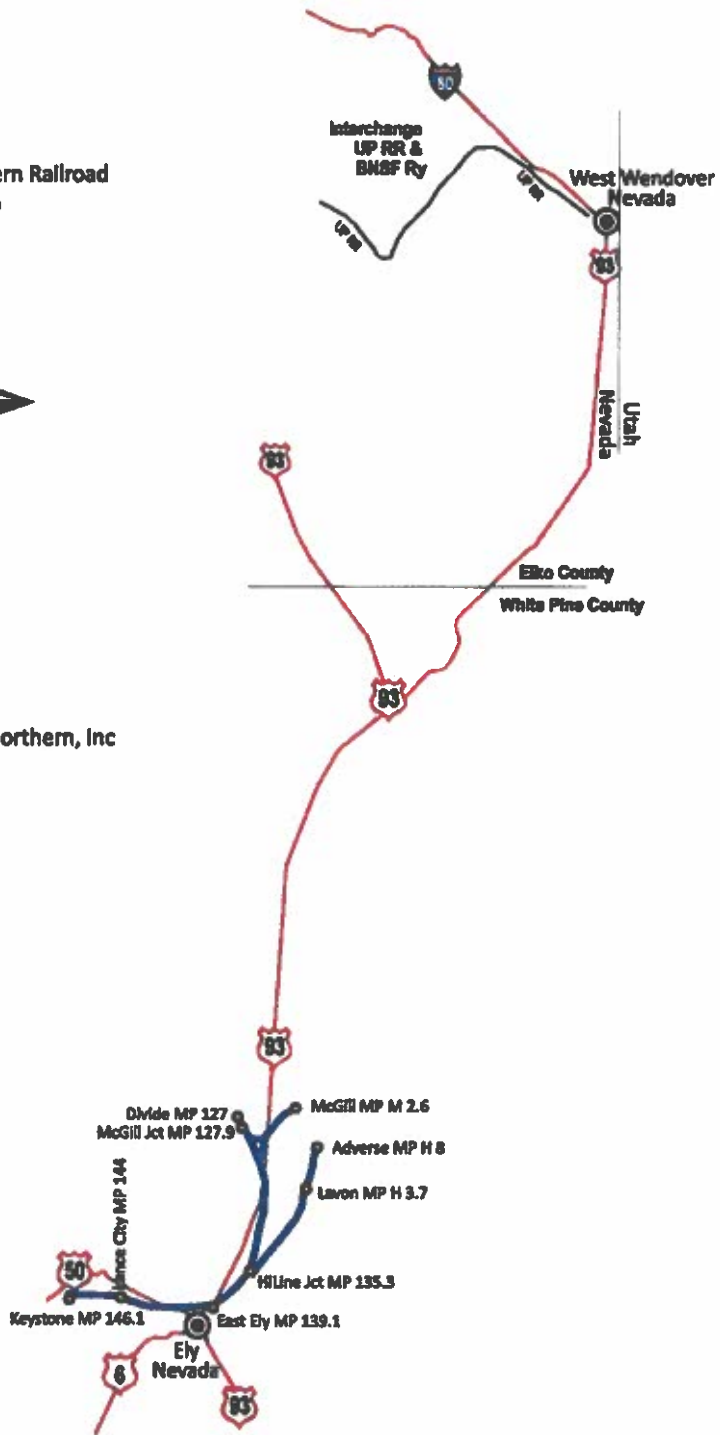 80
Interchange
UP RR &
BNSF Ry
ern Railroad
UP RR
West Wendover
Nevada
UP RR
93
Utah
Nevada
93
Elko County
White Pine County
93
orthern, Inc
93
Divide MP 127
McGill MP M 2.6
McGill Jct MP 127.9
Adverse MP H 8
Lavon MP H 3.7
City MP 144
50
HiLine Jct MP 135.3
Keystone MP 146.1
East Ely MP 139.1
Ely
Nevada
6
93